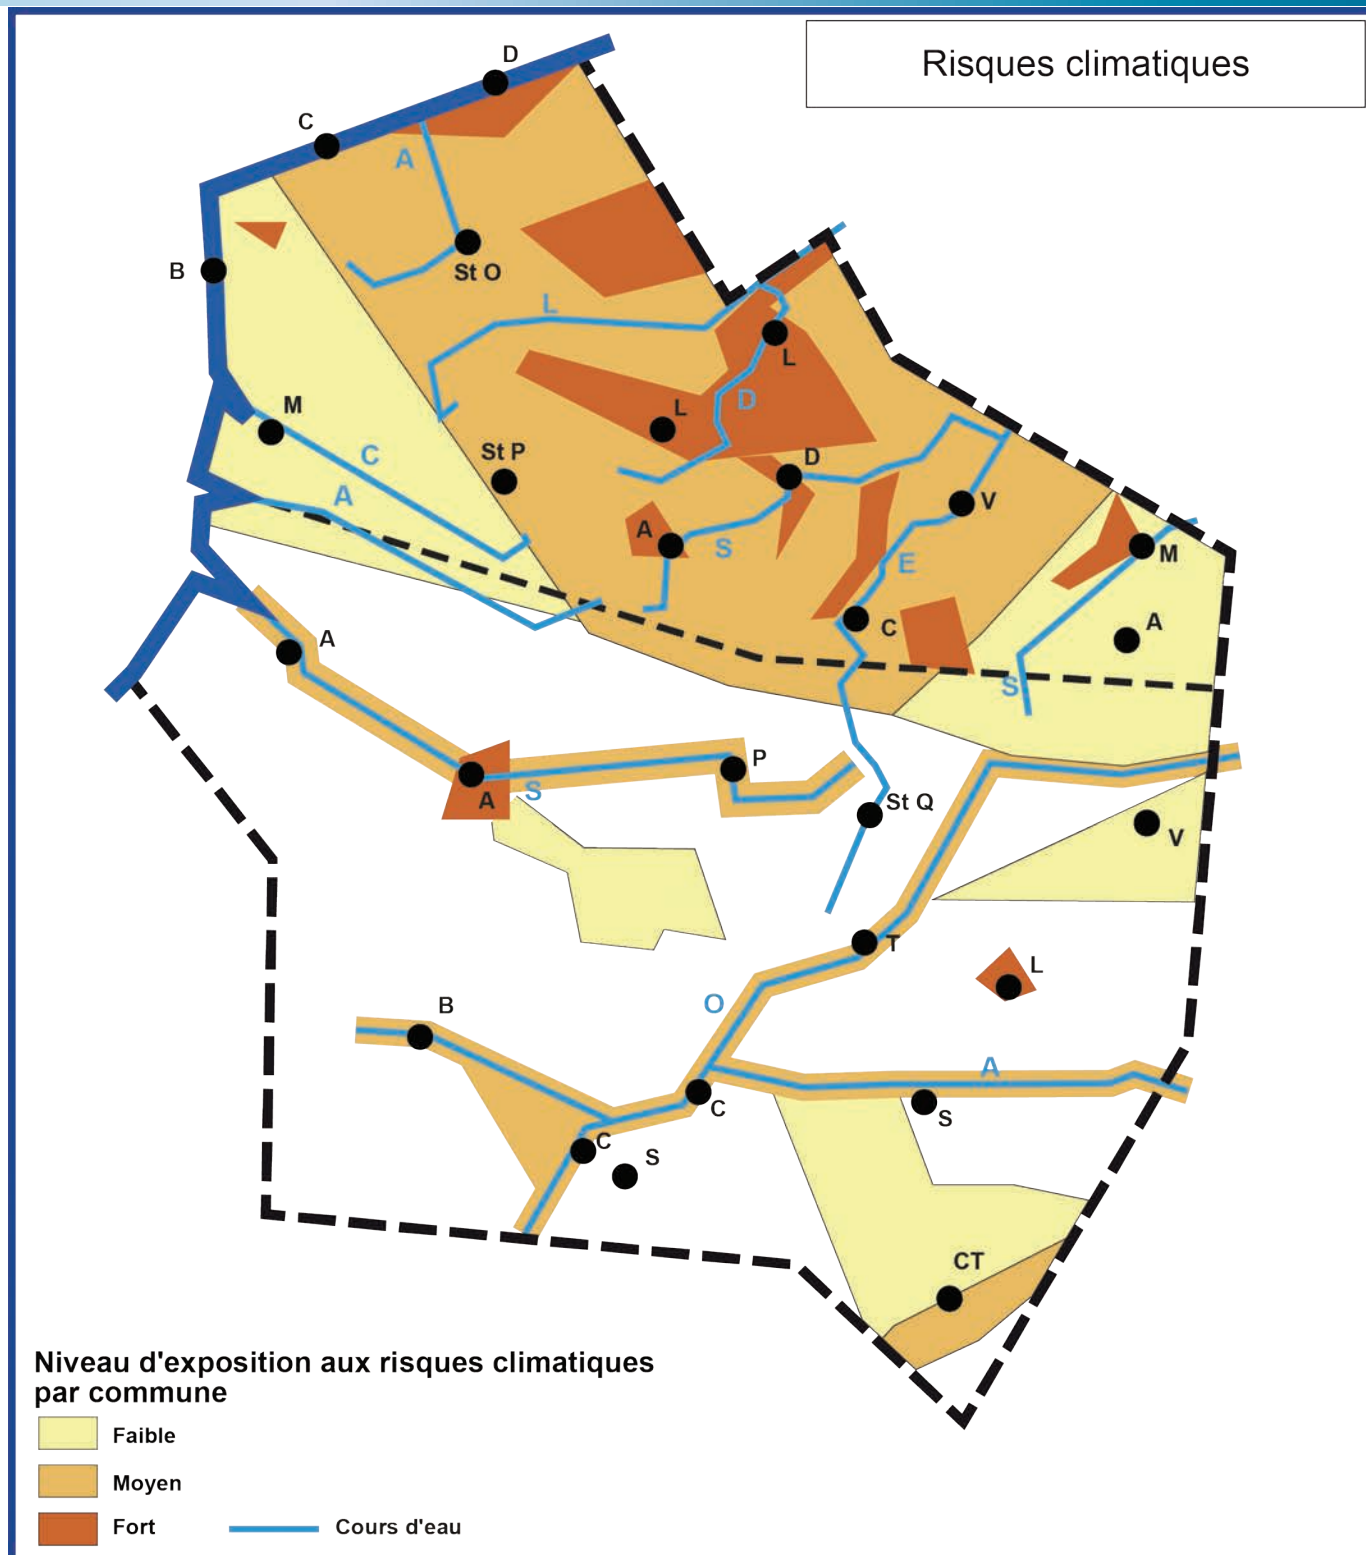 Risques climatiques
D
C
A
B
St O
L
L
M
D
L
St P
C
D
A
V
A
S
M
E
A
C
A
S
P
A
S
St Q
V
T
L
O
B
A
C
S
C
S
CT
Niveau d'exposition aux risques climatiques
par commune
Faible
Moyen
Fort
Cours d'eau